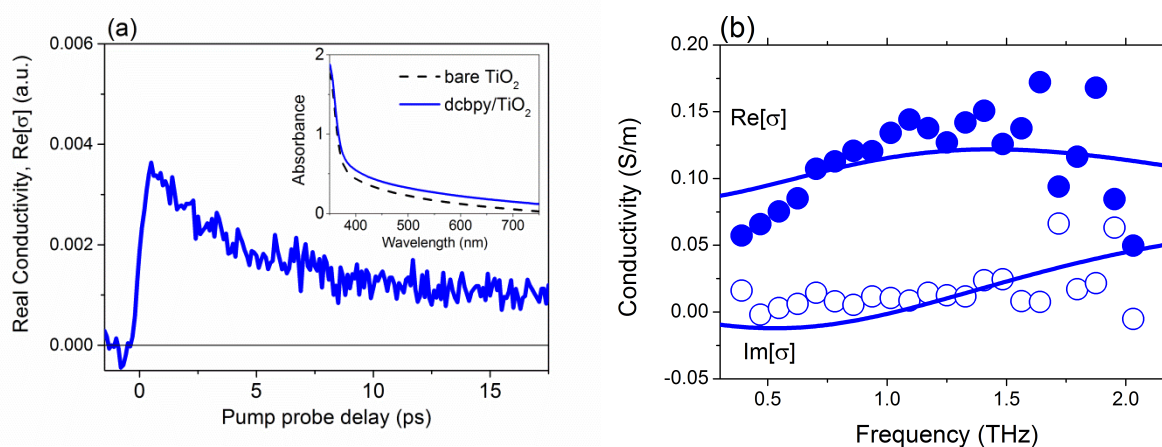 (a)
Real Conductivity, Re[σ] (a.u.)
0.006
0.004
0.002
0.000
0
5
10
15
Pump probe delay (ps)
Absorbance
2
1
0
bare TiO₂
dcbpy/TiO₂
400
500
600
700
Wavelength (nm)
(b)
Conductivity (S/m)
0.20
0.15
0.10
0.05
0.00
-0.05
Re[σ]
Im[σ]
0.5
1.0
1.5
2.0
Frequency (THz)